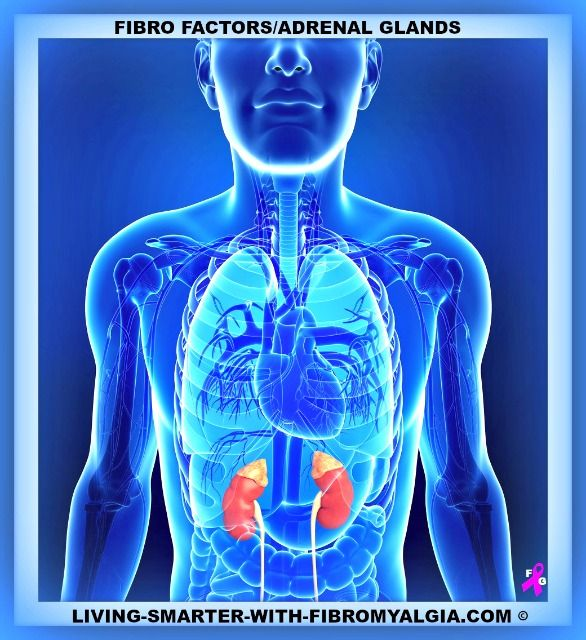 FIBRO FACTORS/ADRENAL GLANDS
F
G
LIVING-SMARTER-WITH-FIBROMYALGIA.COM ©